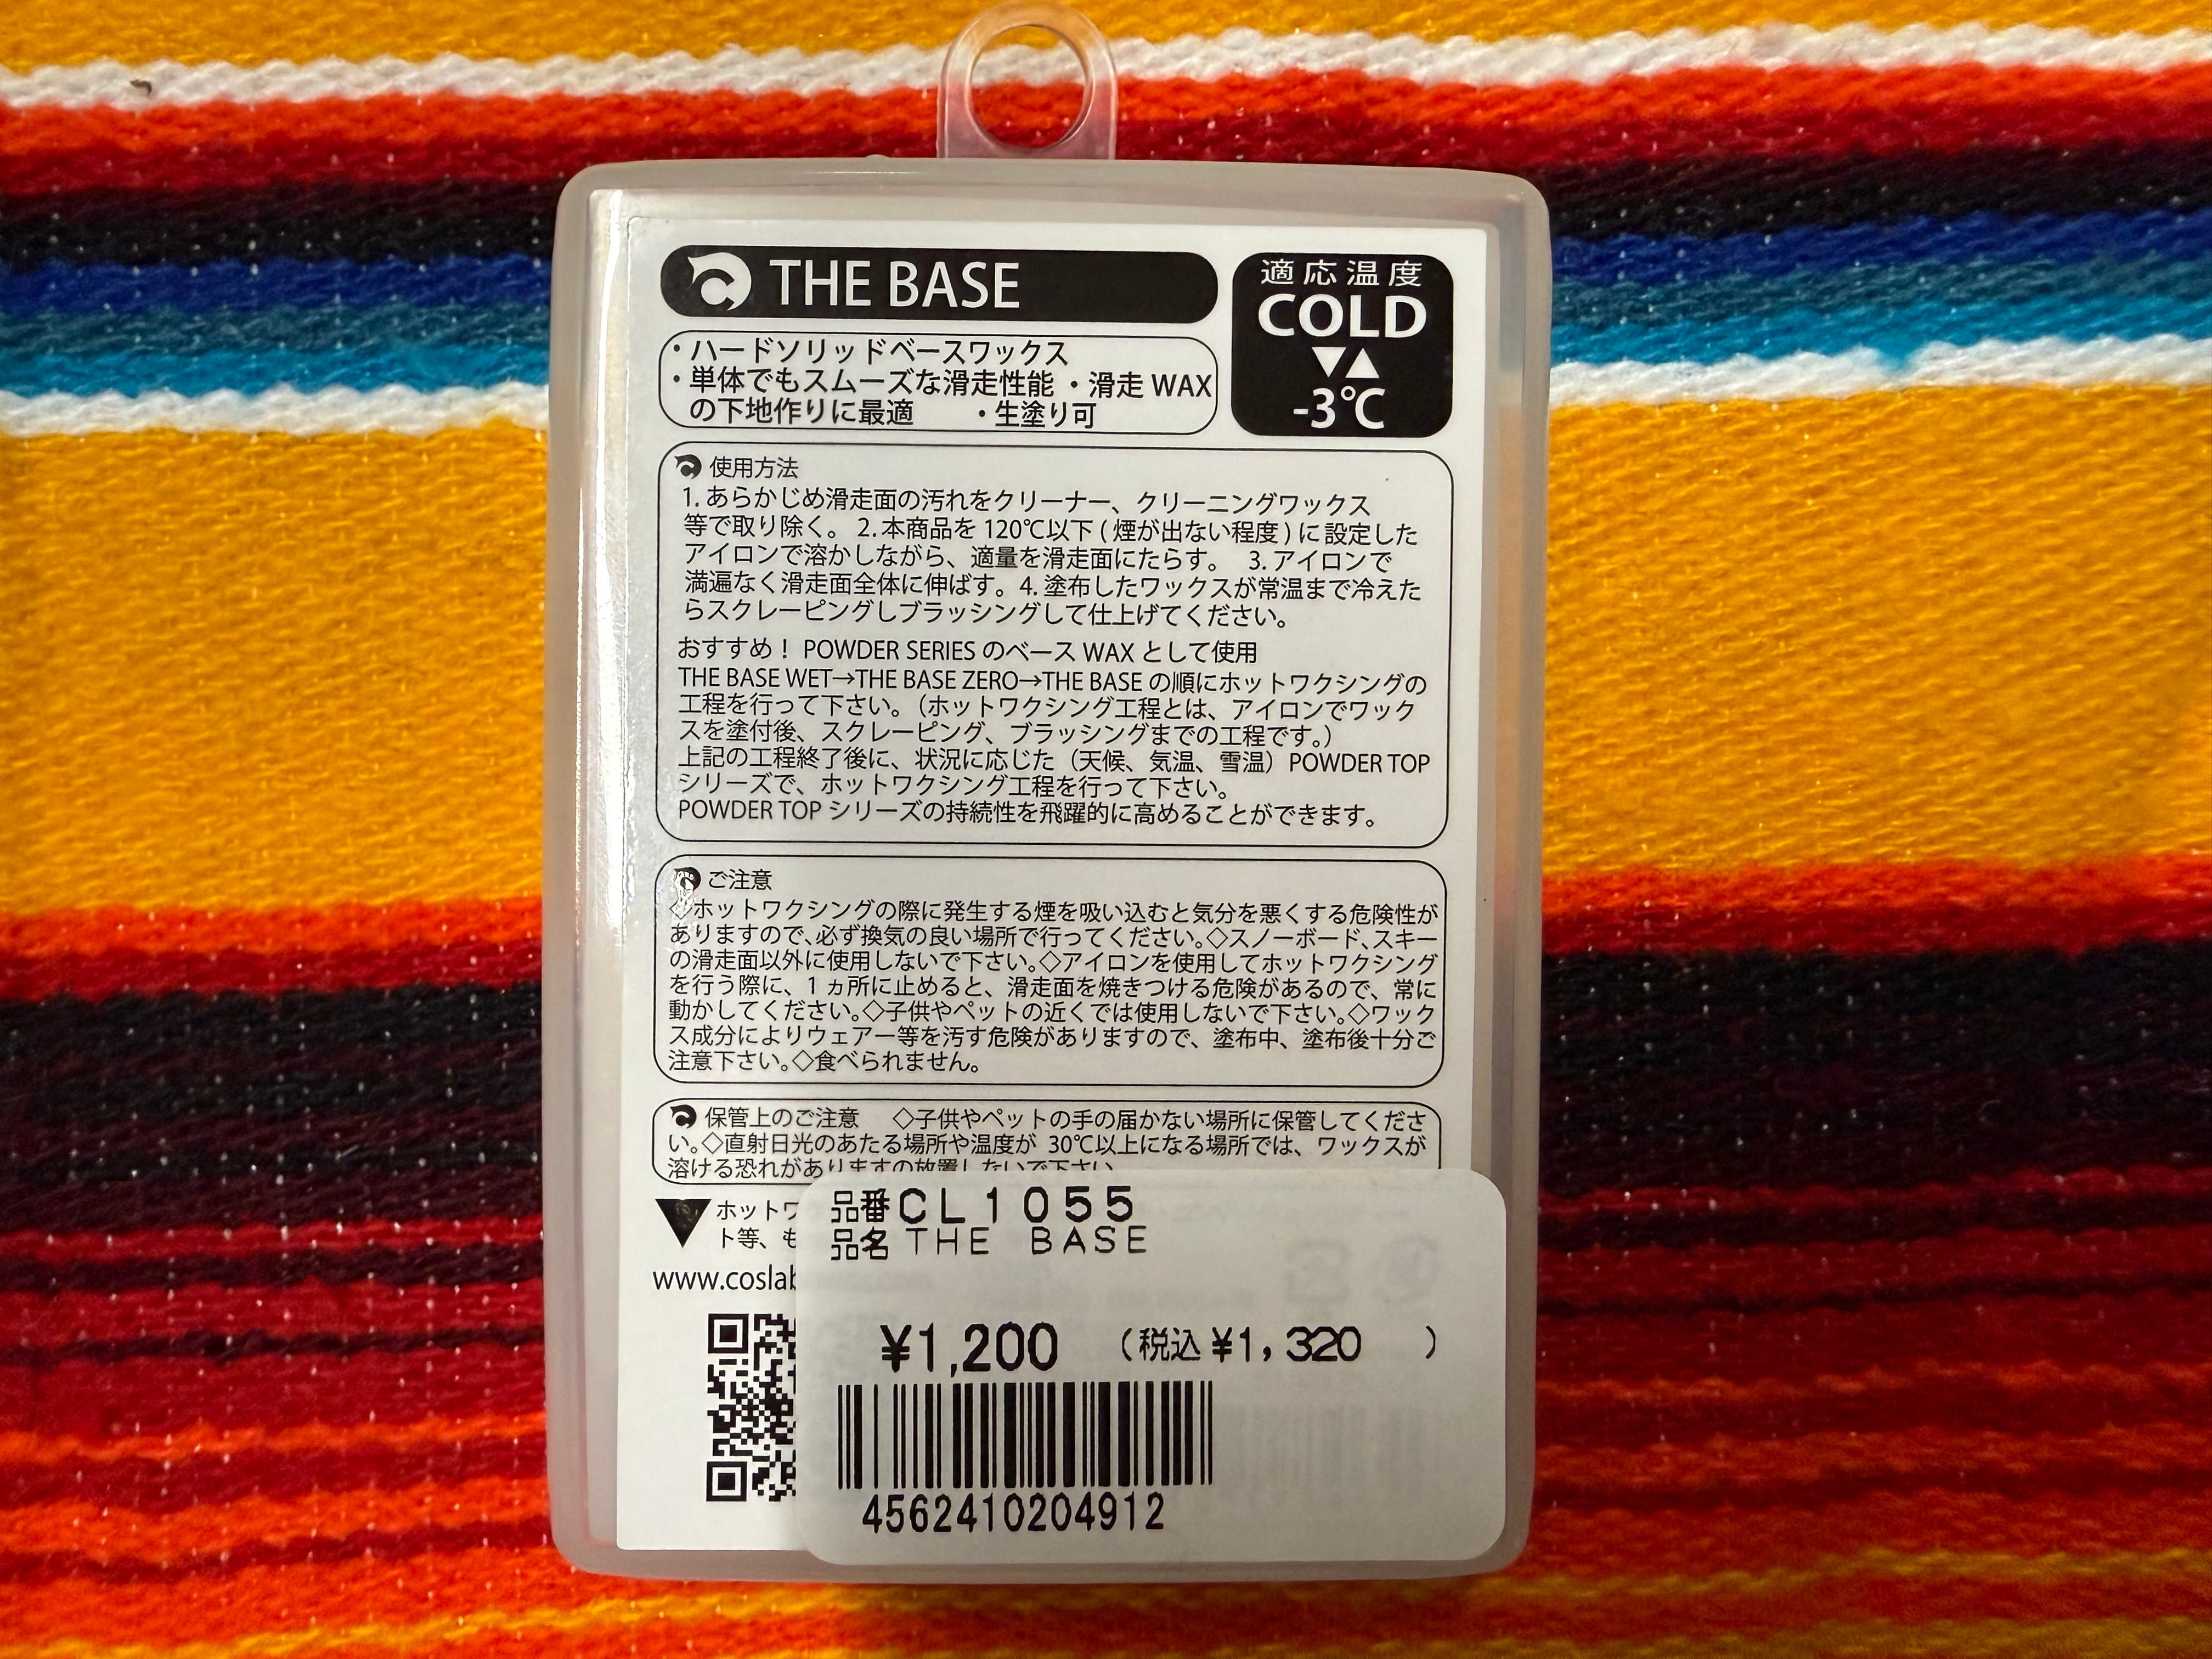 THE BASE
適応温度
COLD
▼▲
-3℃
・ハードソリッドベースワックス
・単体でもスムーズな滑走性能 ・滑走 WAX
の下地作りに最適 ・生塗り可
使用方法
1. あらかじめ滑走面の汚れをクリーナー、クリーニングワックス
等で取り除く。 2. 本商品を 120℃以下 ( 煙が出ない程度 ) に設定した
アイロンで溶かしながら、適量を滑走面にたらす。 3. アイロンで
満遍なく滑走面全体に伸ばす。4. 塗布したワックスが常温まで冷えた
らスクレーピングしブラッシングして仕上げてください。
おすすめ！ POWDER SERIES のベース WAX として使用
THE BASE WET→THE BASE ZERO→THE BASE の順にホットワクシングの
工程を行って下さい。（ホットワクシング工程とは、アイロンでワック
スを塗付後、スクレーピング、ブラッシングまでの工程です。）
上記の工程終了後に、状況に応じた（天候、気温、雪温）POWDER TOP
シリーズで、ホットワクシング工程を行って下さい。
POWDER TOP シリーズの持続性を飛躍的に高めることができます。
ご注意
◇ホットワクシングの際に発生する煙を吸い込むと気分を悪くする危険性が
ありますので、必ず換気の良い場所で行ってください。◇スノーボード、スキー
の滑走面以外に使用しないで下さい。◇アイロンを使用してホットワクシング
を行う際に、1 ヵ所に止めると、滑走面を焼きつける危険があるので、常に
動かしてください。◇子供やペットの近くでは使用しないで下さい。◇ワック
ス成分によりウェアー等を汚す危険がありますので、塗布中、塗布後十分ご
注意下さい。◇食べられません。
保管上のご注意 ◇子供やペットの手の届かない場所に保管してくださ
い。◇直射日光のあたる場所や温度が 30℃以上になる場所では、ワックスが
溶ける恐れがありますの放置しないで下さい。
ホットワ
ト等、も
www.coslab
品番CL1055
品名 THE BASE
¥1,200 （税込 ¥1,320 ）
4562410204912